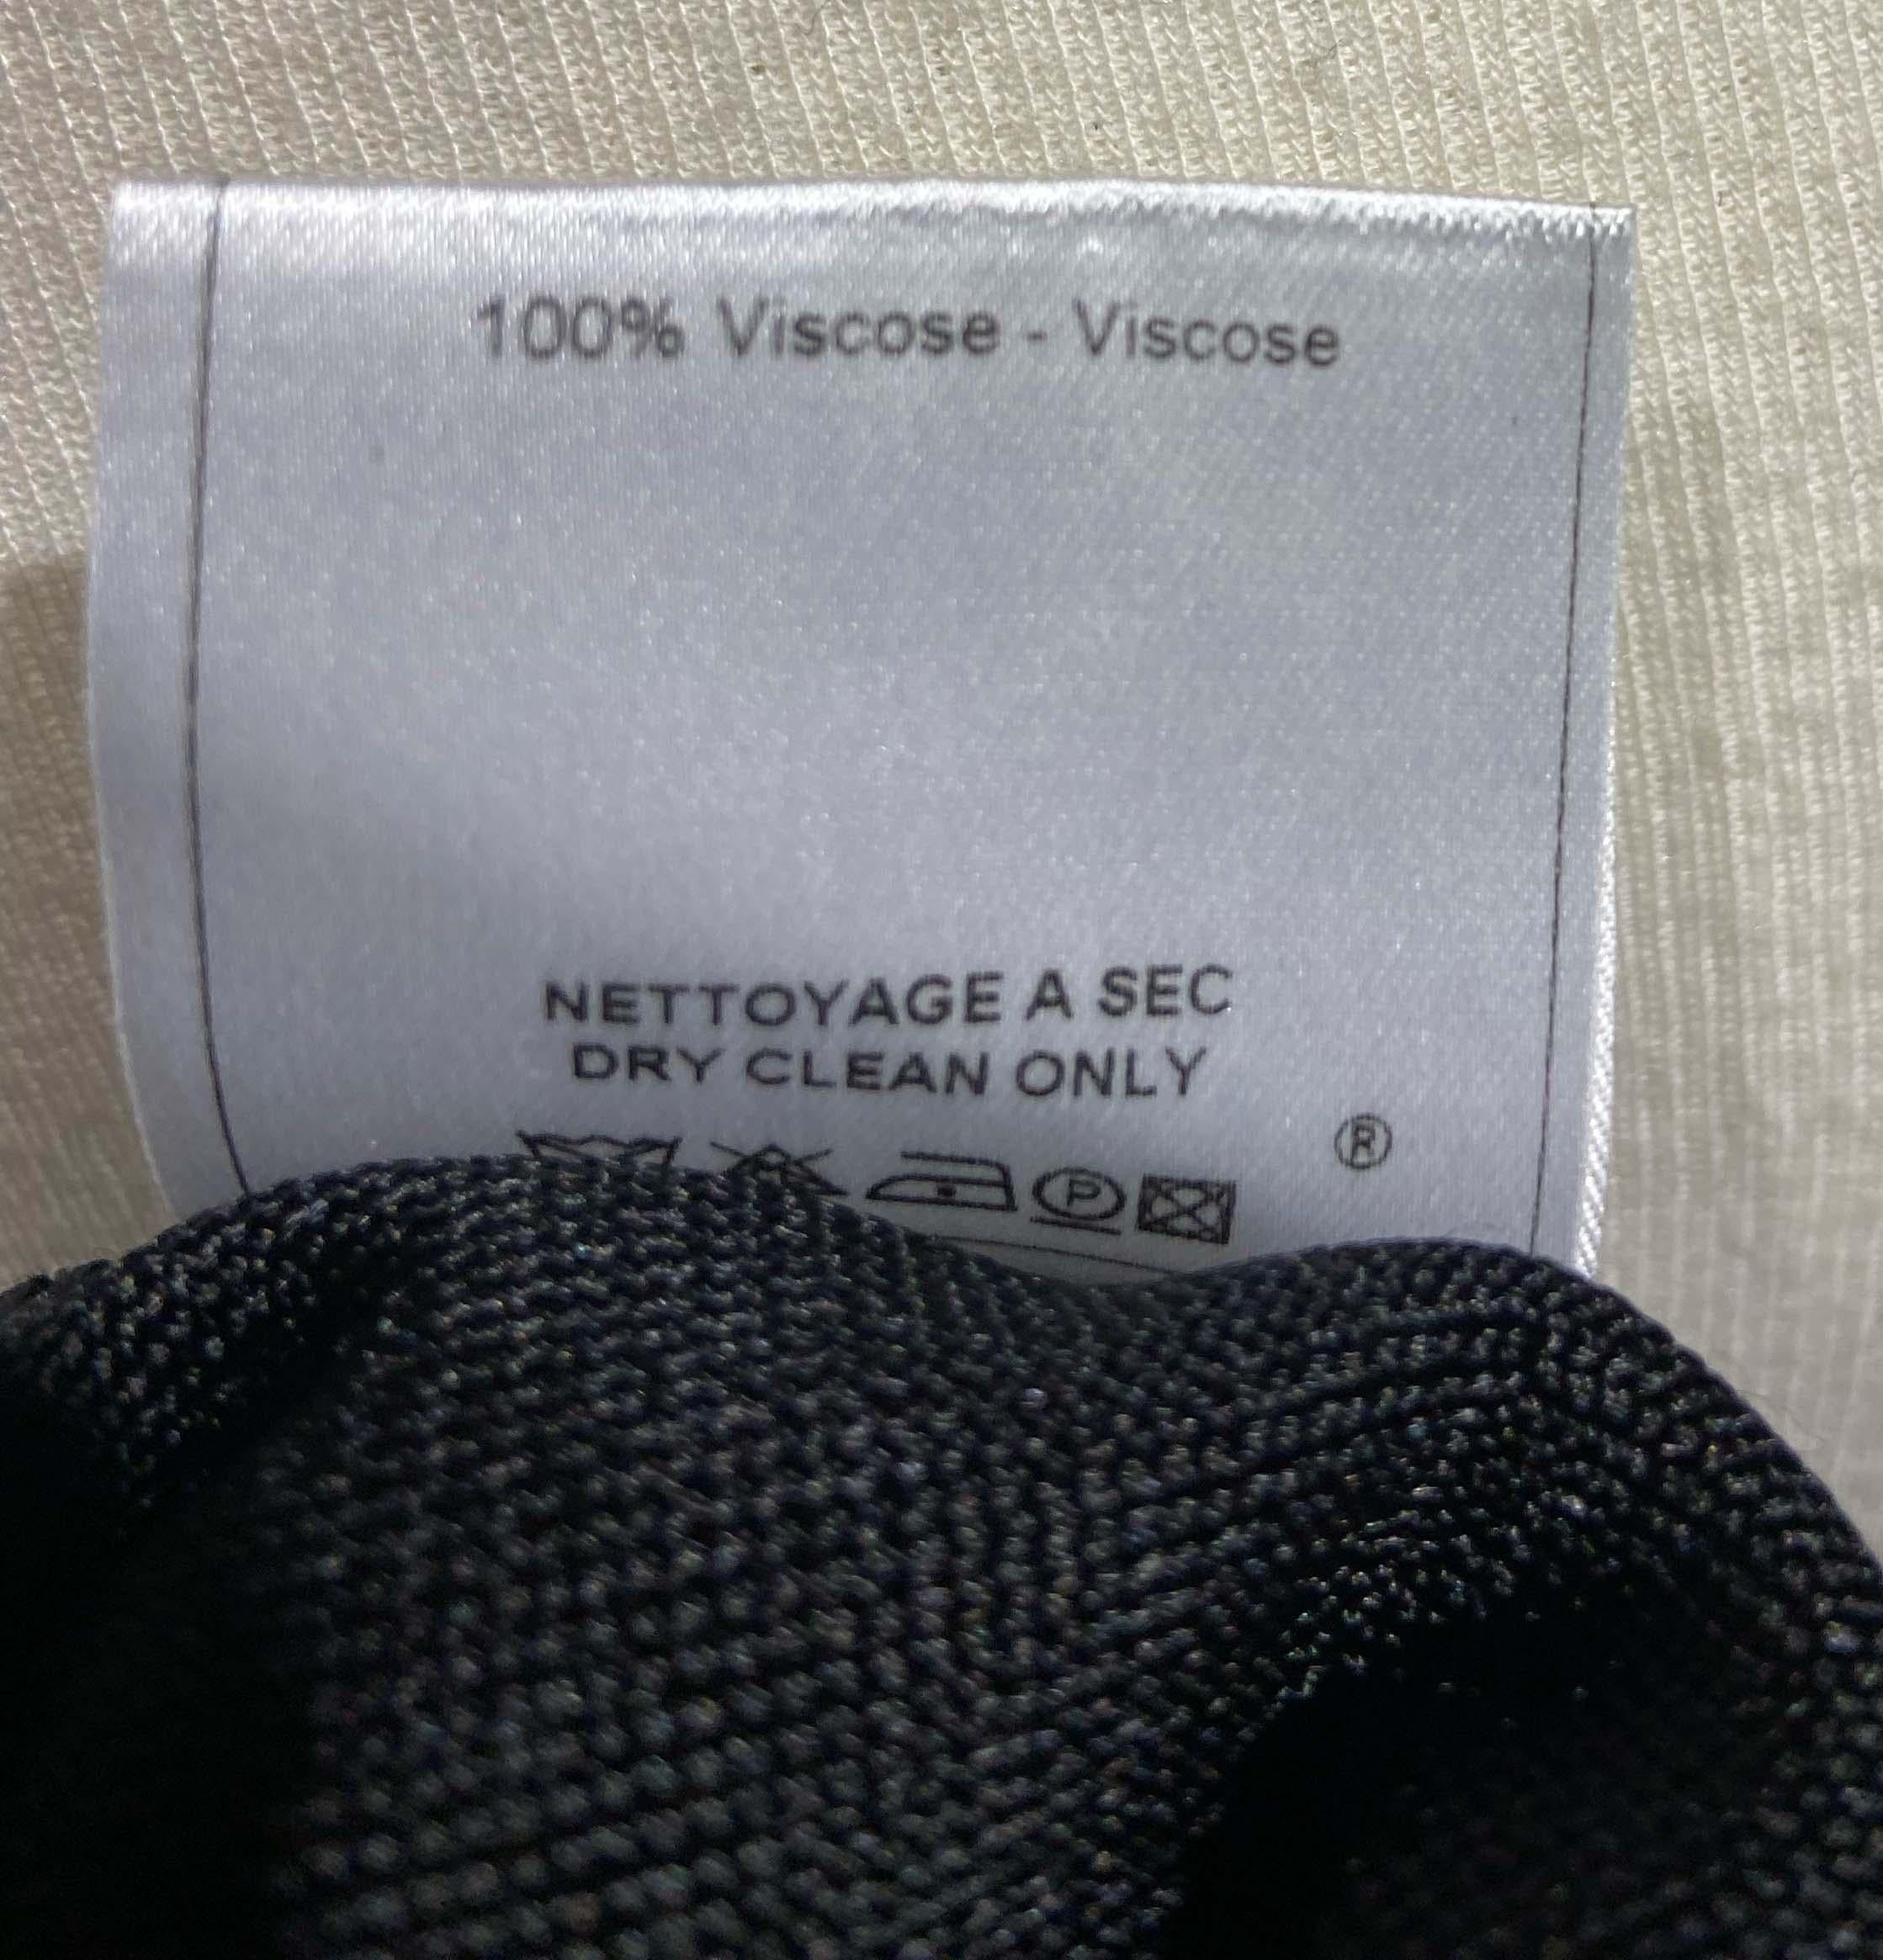 100% Viscose - Viscose
NETTOYAGE A SEC
DRY CLEAN ONLY
®
P